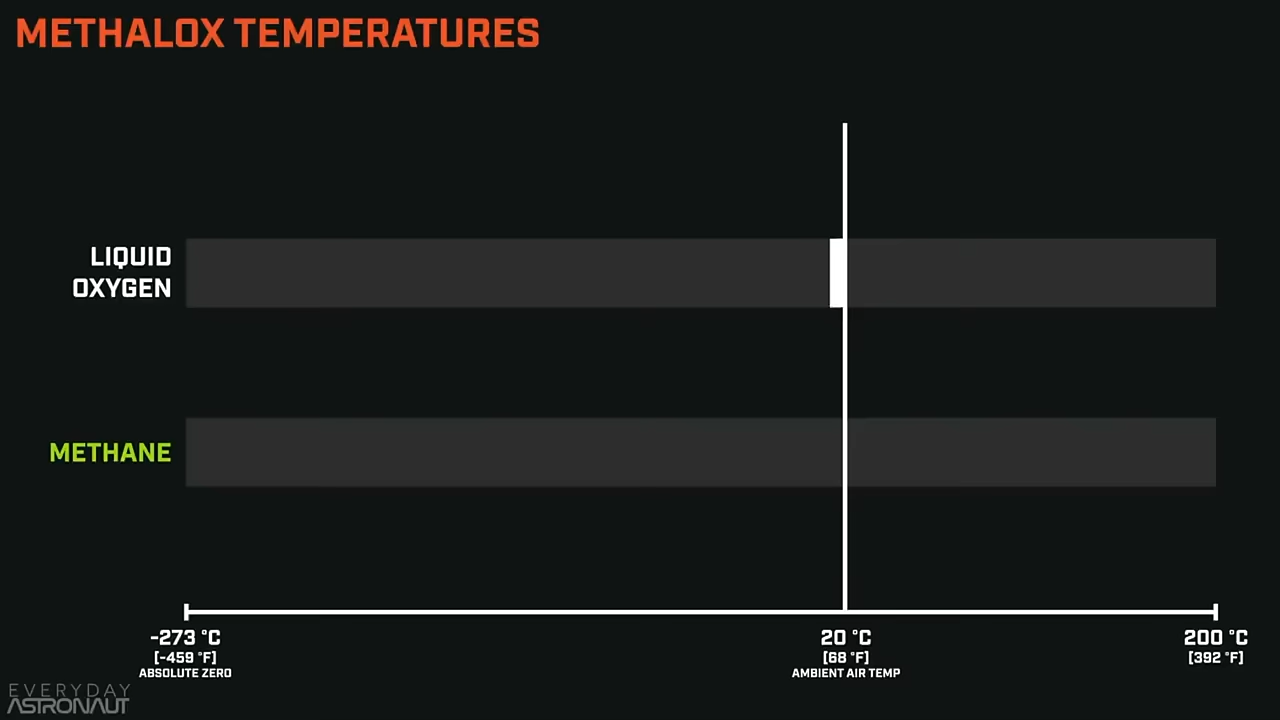 METHALOX TEMPERATURES
LIQUID
OXYGEN
METHANE
-273 °C
[-459 °F]
ABSOLUTE ZERO
20 °C
[68 °F]
AMBIENT AIR TEMP
200 °C
[392 °F]
EVERYDAY
ASTRONAUT